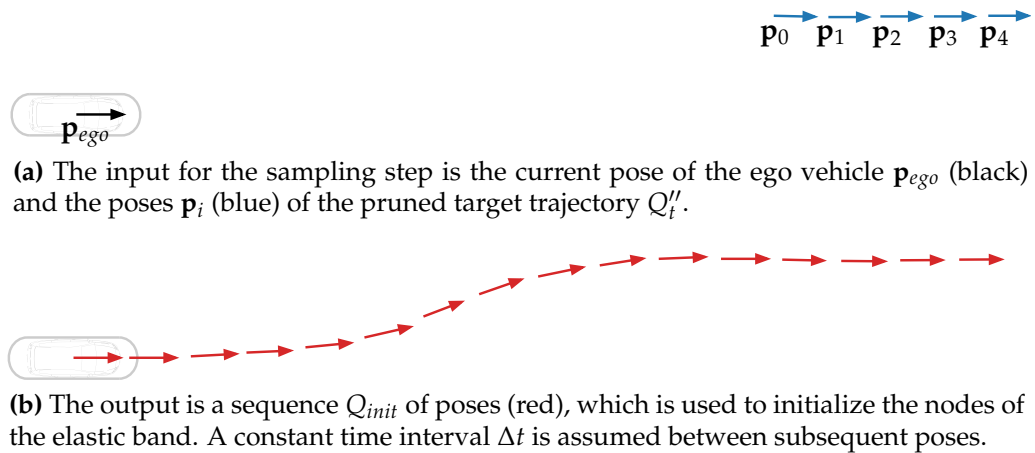 p0 p1 p2 p3 p4
pego
(a) The input for the sampling step is the current pose of the ego vehicle pego (black)
and the poses pi (blue) of the pruned target trajectory Q″t.
(b) The output is a sequence Qinit of poses (red), which is used to initialize the nodes of
the elastic band. A constant time interval Δt is assumed between subsequent poses.